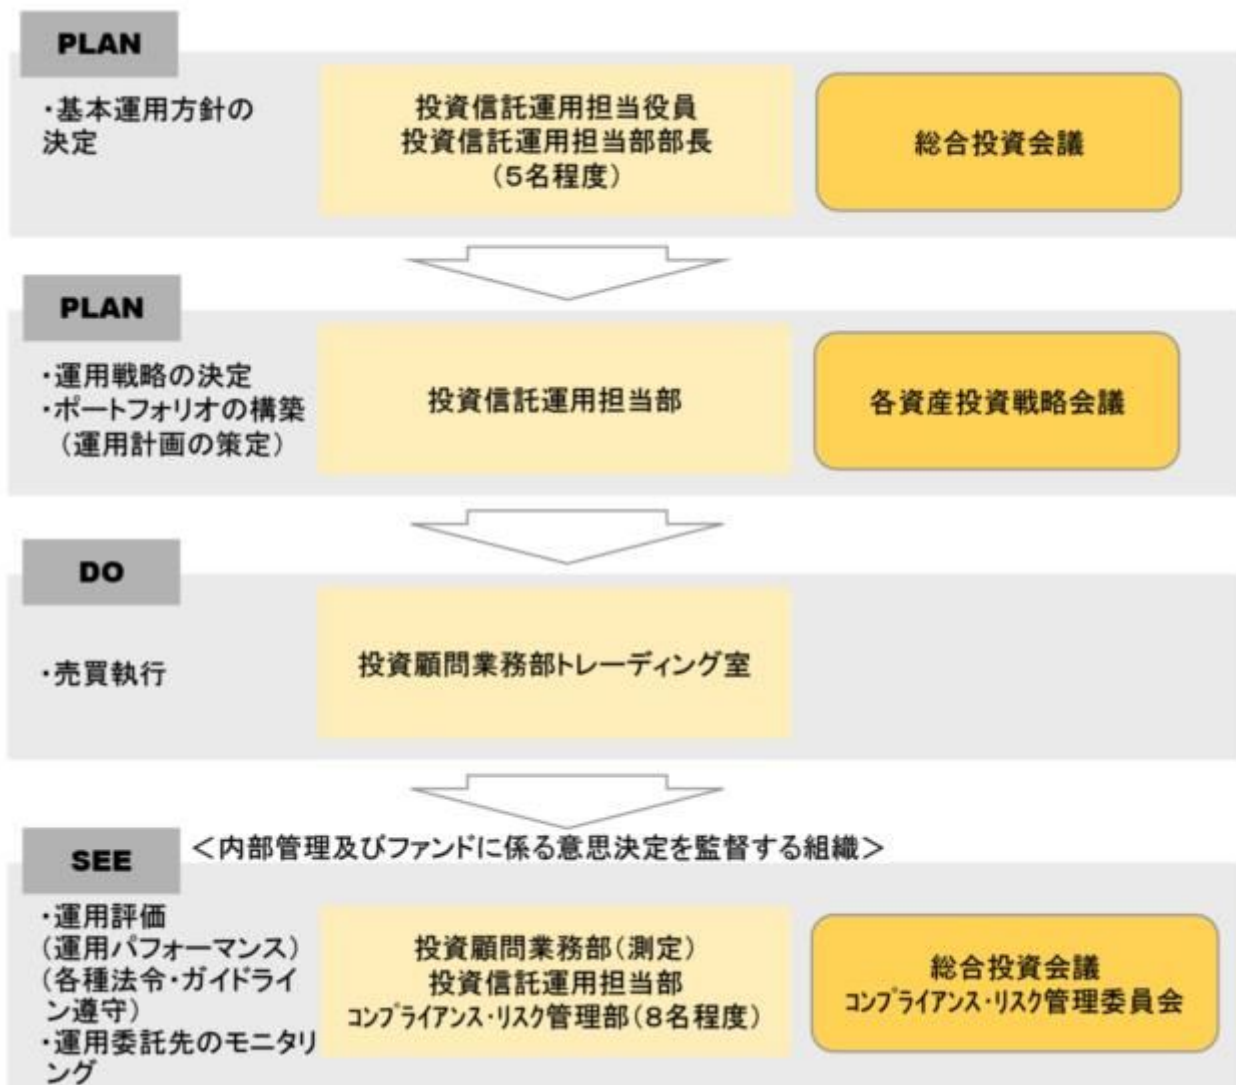 PLAN
・基本運用方針の
決定
投資信託運用担当役員
投資信託運用担当部部長
(5名程度)
総合投資会議
PLAN
・運用戦略の決定
・ポートフォリオの構築
(運用計画の策定)
投資信託運用担当部
各資産投資戦略会議
DO
・売買執行
投資顧問業務部トレーディング室
SEE
＜内部管理及びファンドに係る意思決定を監督する組織＞
・運用評価
(運用パフォーマンス)
(各種法令・ガイドライ
ン遵守)
・運用委託先のモニタリ
ング
投資顧問業務部(測定)
投資信託運用担当部
ｺﾝﾌﾟﾗｲｱﾝｽ･ﾘｽｸ管理部(8名程度)
総合投資会議
ｺﾝﾌﾟﾗｲｱﾝｽ･ﾘｽｸ管理委員会